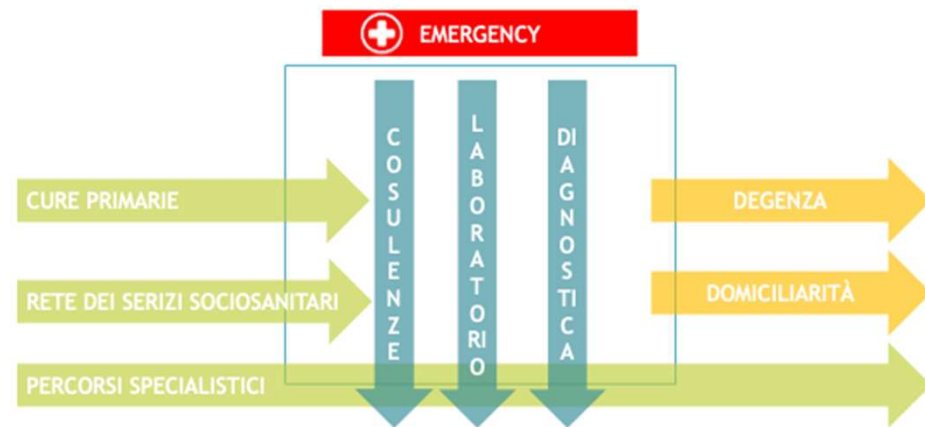 EMERGENCY
COSULENZE
LABORATORIO
DIAGNOSTICA
CURE PRIMARIE
RETE DEI SERIZI SOCIOSANITARI
PERCORSI SPECIALISTICI
DEGENZA
DOMICILIARITÀ